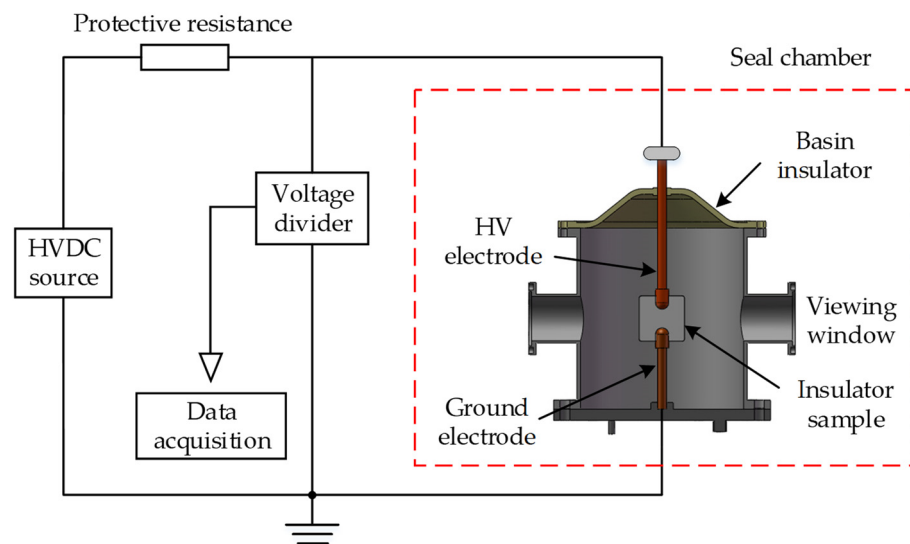 Protective resistance
Seal chamber
Basin
insulator
Voltage
divider
HV
electrode
HVDC
source
Viewing
window
Insulator
sample
Ground
electrode
Data
acquisition